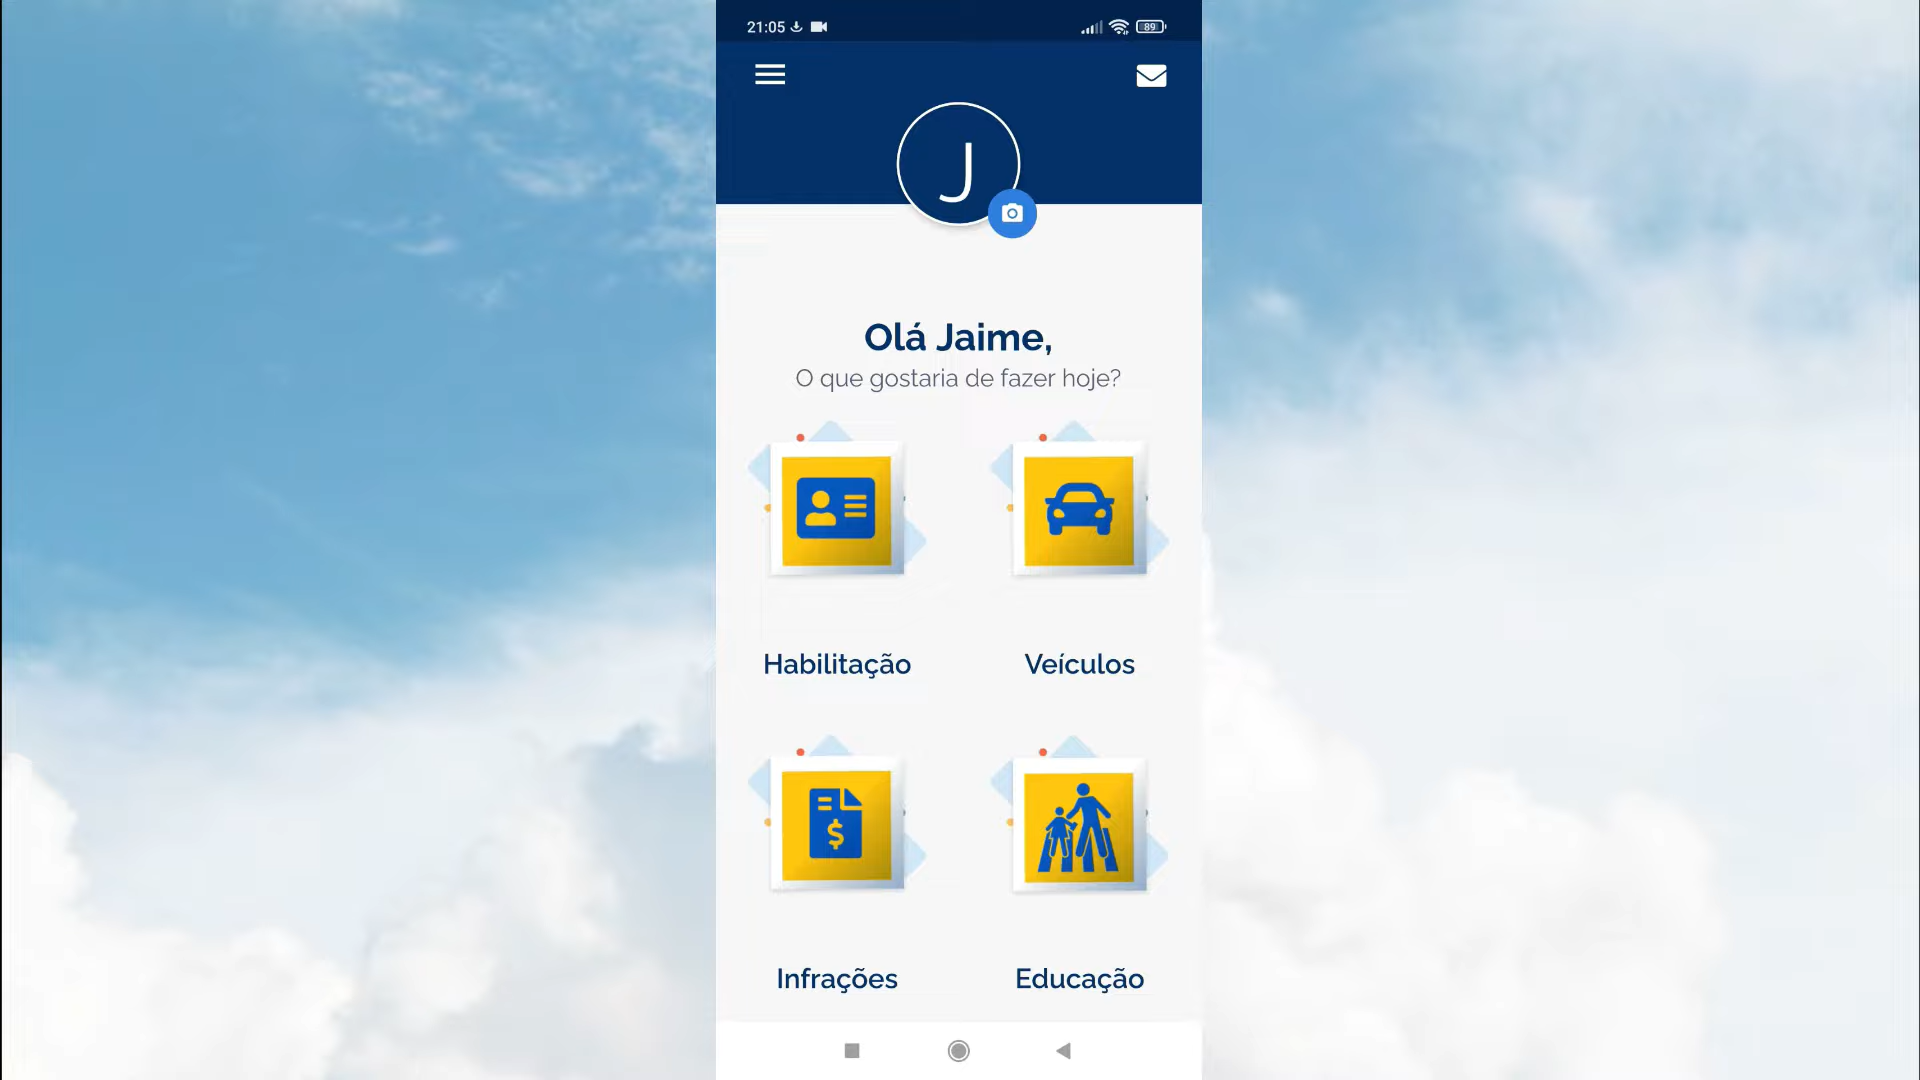 21:05
89
J
Olá Jaime,
O que gostaria de fazer hoje?
Habilitação
Veículos
$
Infrações
Educação